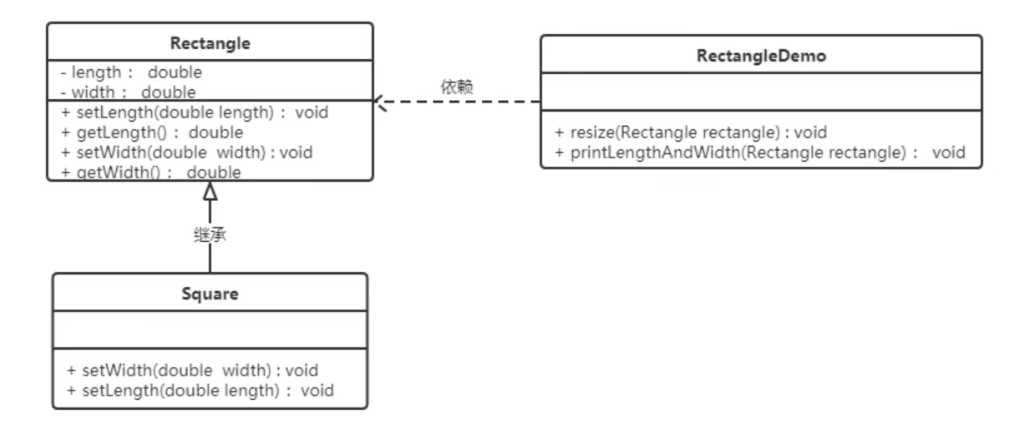 Rectangle
- length : double
- width : double
+ setLength(double length) : void
+ getLength() : double
+ setWidth(double width) : void
+ getWidth() : double
依赖
RectangleDemo
+ resize(Rectangle rectangle) : void
+ printLengthAndWidth(Rectangle rectangle) : void
继承
Square
+ setWidth(double width) : void
+ setLength(double length) : void